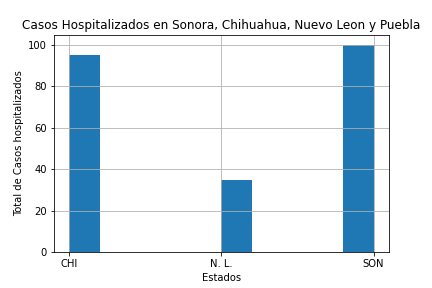 Casos Hospitalizados en Sonora, Chihuahua, Nuevo Leon y Puebla
Total de Casos hospitalizados
100
80
60
40
20
0
CHI N. L. SON
Estados